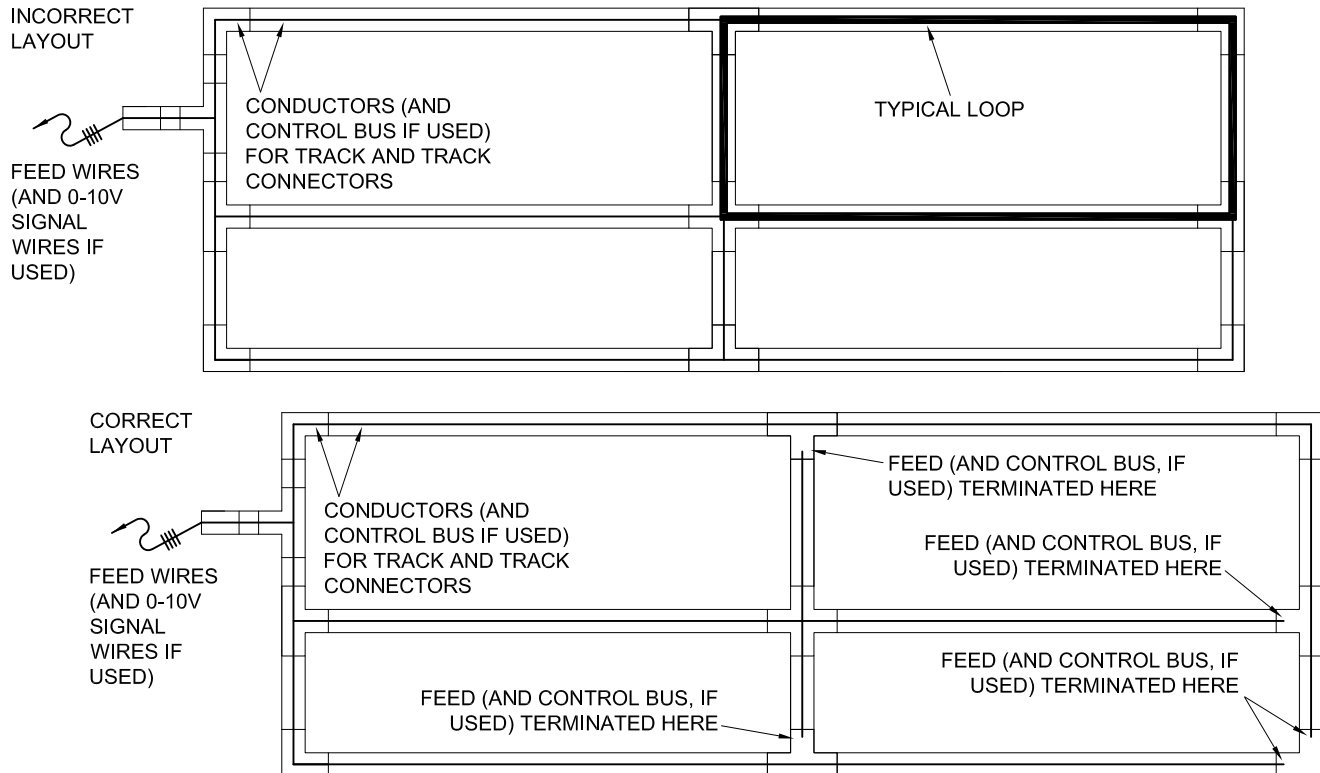 INCORRECT
LAYOUT
CONDUCTORS (AND
CONTROL BUS IF USED)
FOR TRACK AND TRACK
CONNECTORS
TYPICAL LOOP
FEED WIRES
(AND 0-10V
SIGNAL
WIRES IF
USED)
CORRECT
LAYOUT
CONDUCTORS (AND
CONTROL BUS IF USED)
FOR TRACK AND TRACK
CONNECTORS
FEED (AND CONTROL BUS, IF
USED) TERMINATED HERE
FEED (AND CONTROL BUS, IF
USED) TERMINATED HERE
FEED WIRES
(AND 0-10V
SIGNAL
WIRES IF
USED)
FEED (AND CONTROL BUS, IF
USED) TERMINATED HERE
FEED (AND CONTROL BUS, IF
USED) TERMINATED HERE